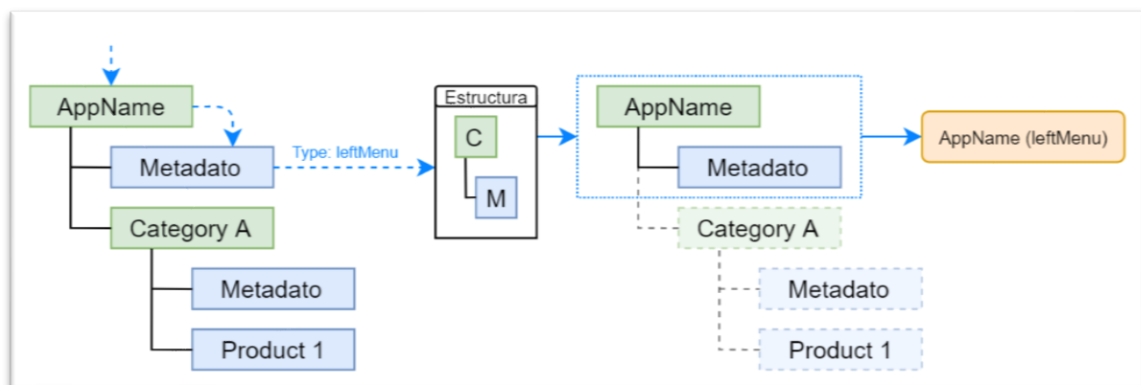 AppName
Metadato
Category A
Metadato
Product 1
Type: leftMenu
Estructura
C
M
AppName
Metadato
Category A
Metadato
Product 1
AppName (leftMenu)